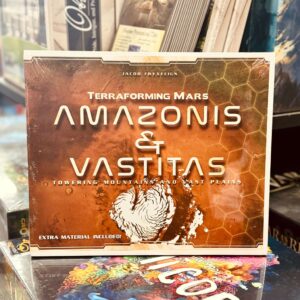 JACOB FRYXELIUS
TERRAFORMING MARS
AMAZONIS
&
VASTITAS
TOWERING MOUNTAINS AND VAST PLAINS
EXTRA MATERIAL INCLUDED!